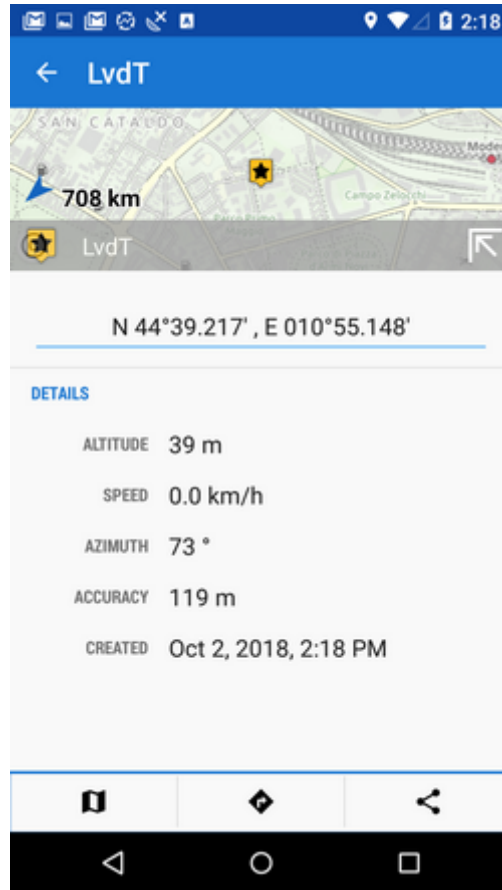 2:18
LvdT
SAN CATALDO
Mode
708 km
Campo Zelocchi
LvdT
N 44°39.217' , E 010°55.148'
DETAILS
ALTITUDE 39 m
SPEED 0.0 km/h
AZIMUTH 73 °
ACCURACY 119 m
CREATED Oct 2, 2018, 2:18 PM